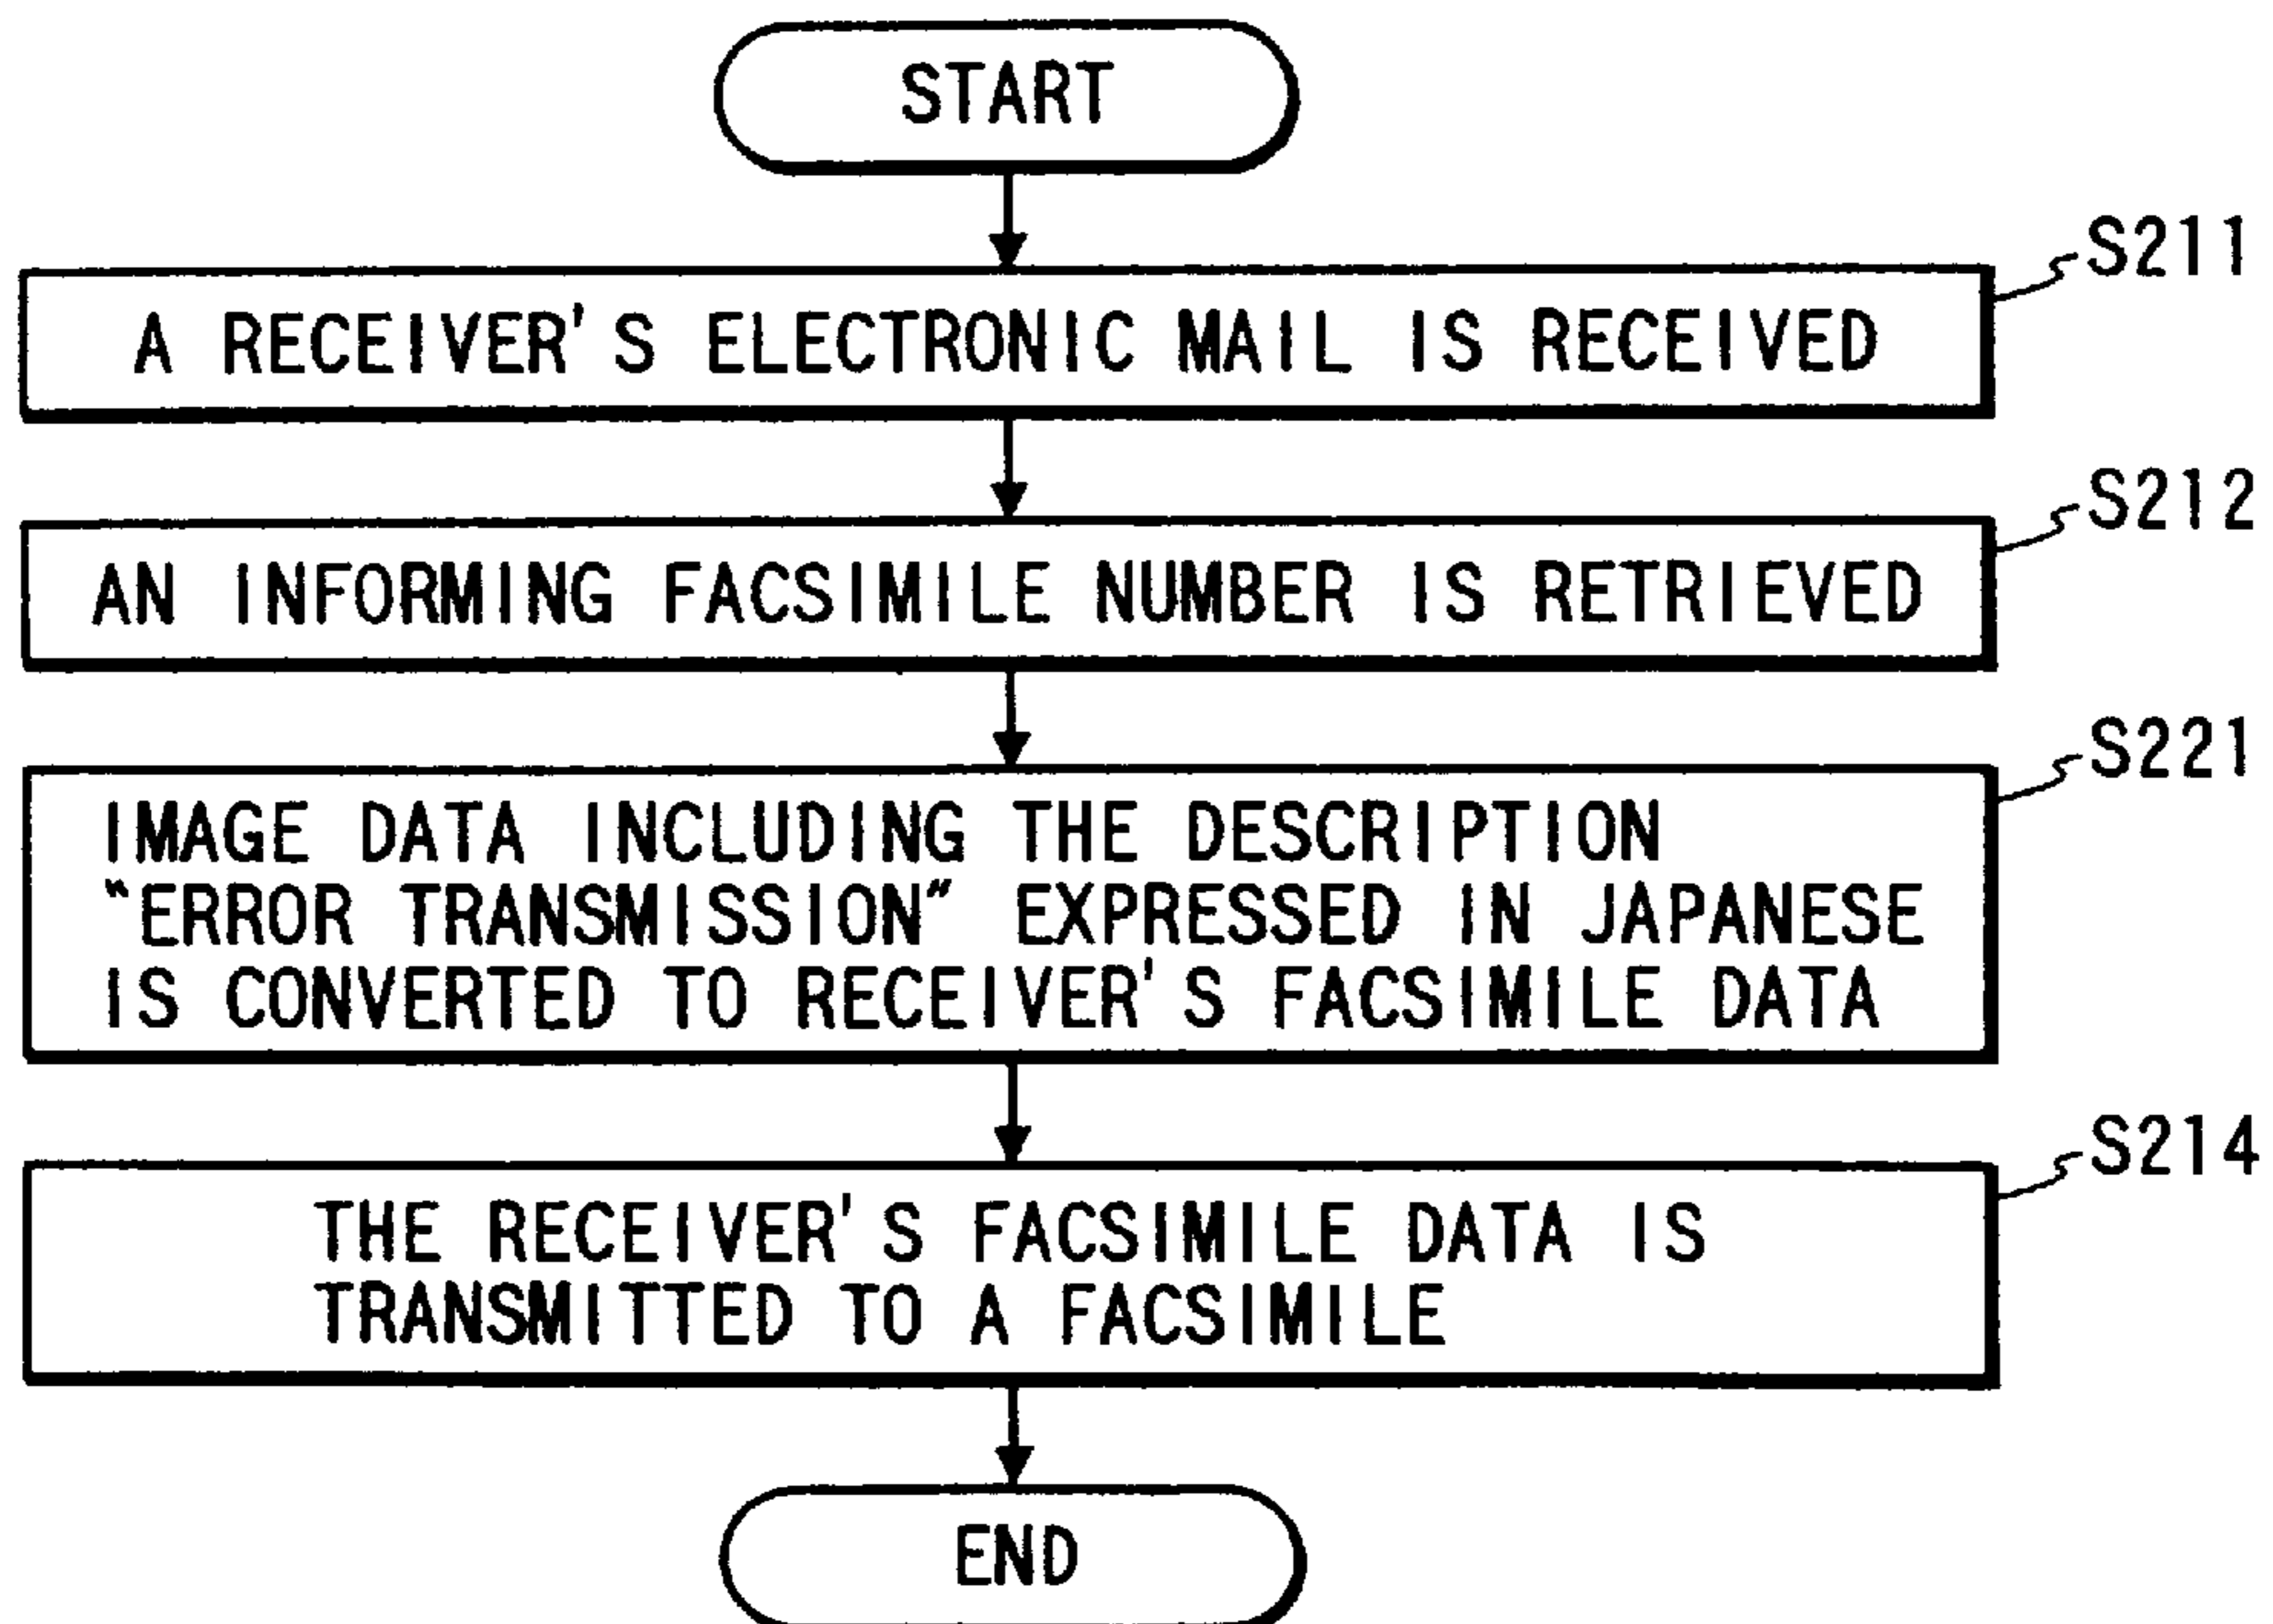 START
S211
A RECEIVER'S ELECTRONIC MAIL IS RECEIVED
S212
AN INFORMING FACSIMILE NUMBER IS RETRIEVED
S221
IMAGE DATA INCLUDING THE DESCRIPTION
"ERROR TRANSMISSION" EXPRESSED IN JAPANESE
IS CONVERTED TO RECEIVER'S FACSIMILE DATA
S214
THE RECEIVER'S FACSIMILE DATA IS
TRANSMITTED TO A FACSIMILE
END